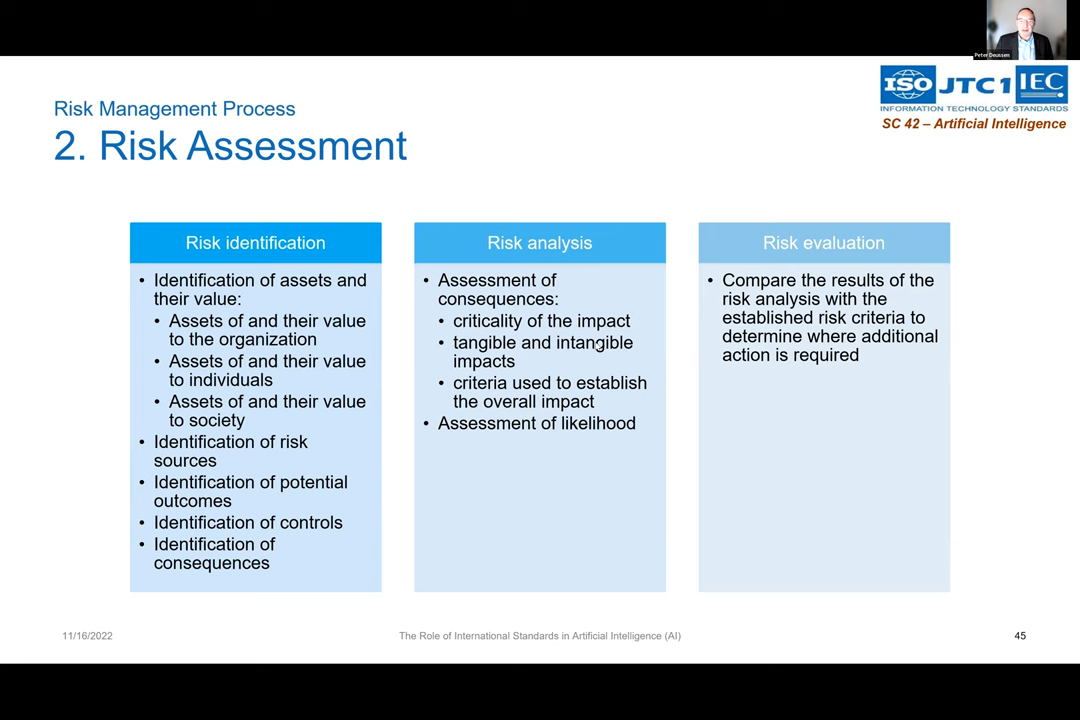 Peter Deussen
ISO JTC 1 IEC
INFORMATION TECHNOLOGY STANDARDS
SC 42 – Artificial Intelligence
Risk Management Process
2. Risk Assessment
Risk identification
• Identification of assets and
their value:
• Assets of and their value
to the organization
• Assets of and their value
to individuals
• Assets of and their value
to society
• Identification of risk
sources
• Identification of potential
outcomes
• Identification of controls
• Identification of
consequences
Risk analysis
• Assessment of
consequences:
• criticality of the impact
• tangible and intangible
impacts
• criteria used to establish
the overall impact
• Assessment of likelihood
Risk evaluation
• Compare the results of the
risk analysis with the
established risk criteria to
determine where additional
action is required
11/16/2022
The Role of International Standards in Artificial Intelligence (AI)
45